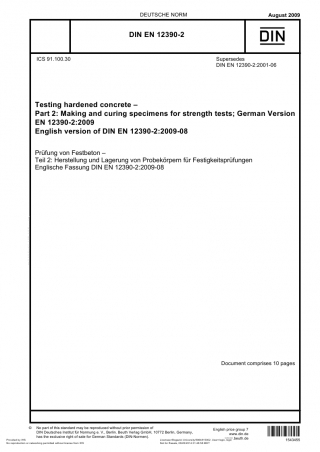 DEUTSCHE NORM
August 2009
DIN EN 12390-2
DIN
ICS 91.100.30
Supersedes
DIN EN 12390-2:2001-06
Testing hardened concrete –
Part 2: Making and curing specimens for strength tests; German Version
EN 12390-2:2009
English version of DIN EN 12390-2:2009-08
Prüfung von Festbeton –
Teil 2: Herstellung und Lagerung von Probekörpern für Festigkeitsprüfungen
Englische Fassung DIN EN 12390-2:2009-08
Document comprises 10 pages
© No part of this standard may be reproduced without prior permission of
DIN Deutsches Institut für Normung e. V., Berlin. Beuth Verlag GmbH, 10772 Berlin, Germany,
has the exclusive right of sale for German Standards (DIN-Normen).
English price group 7
www.din.de
beuth.de